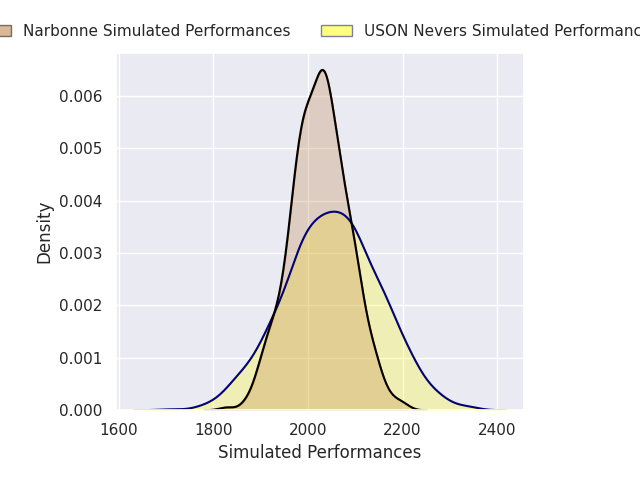 Narbonne Simulated Performances
USON Nevers Simulated
0.006
0.005
0.004
0.003
0.002
0.001
0.000
Density
1600 1800 2000 2200 2400
Simulated Performances